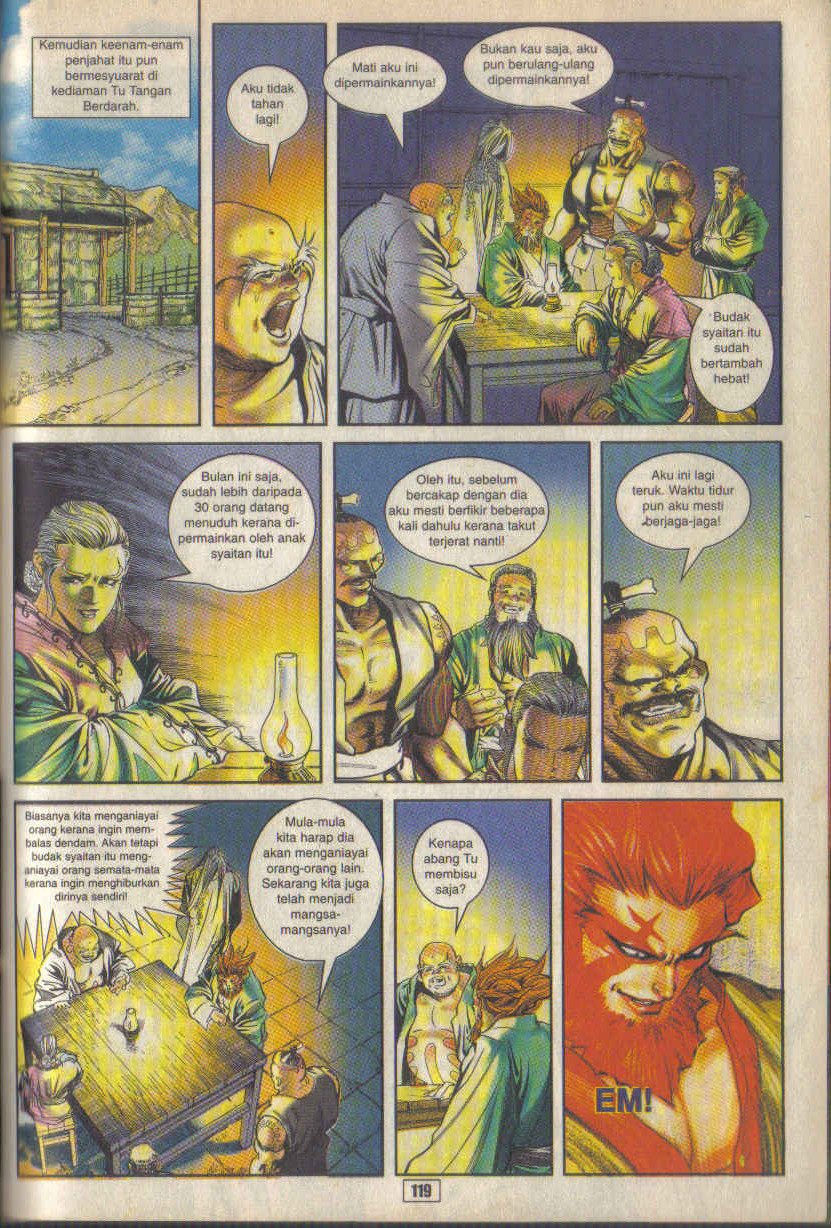 Kemudian keenam-enam
penjahat itu pun
bermesyuarat di
kediaman Tu Tangan
Berdarah.
Aku tidak
tahan
lagi!
Mati aku ini
dipermainkannya!
Bukan kau saja, aku
pun berulang-ulang
dipermainkannya!
Budak
syaitan itu
sudah
bertambah
hebat!
Bulan ini saja,
sudah lebih daripada
30 orang datang
menuduh kerana di-
permainkan oleh anak
syaitan itu!
Oleh itu, sebelum
bercakap dengan dia
aku mesti berfikir beberapa
kali dahulu kerana takut
terjerat nanti!
Aku ini lagi
teruk. Waktu tidur
pun aku mesti
berjaga-jaga!
Biasanya kita menganiayai
orang kerana ingin mem-
balas dendam. Akan tetapi
budak syaitan itu meng-
aniayai orang semata-mata
kerana ingin menghiburkan
dirinya sendiri!
Mula-mula
kita harap dia
akan menganiayai
orang-orang lain.
Sekarang kita juga
telah menjadi
mangsa-
mangsanya!
Kenapa
abang Tu
membisu
saja?
EM!
119